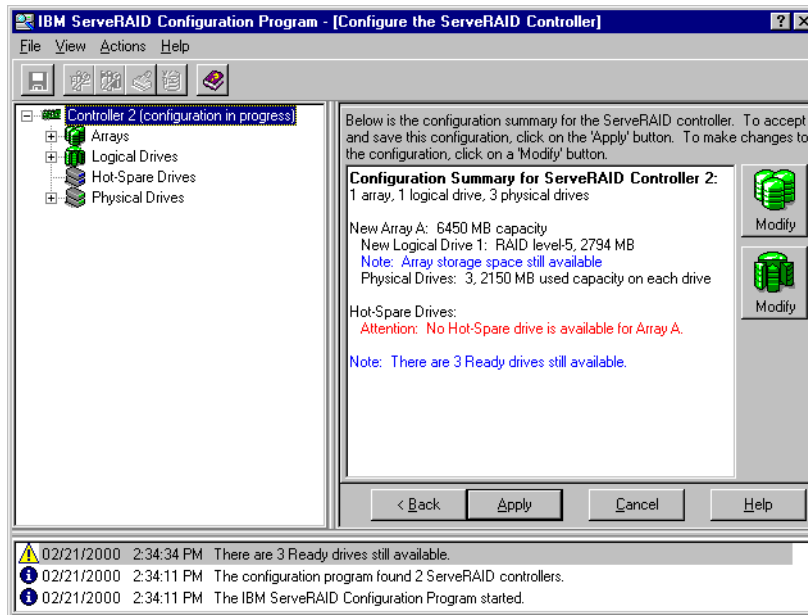 IBM ServeRAID Configuration Program - [Configure the ServeRAID Controller]
File View Actions Help
Controller 2 (configuration in progress)
Arrays
Logical Drives
Hot-Spare Drives
Physical Drives
Below is the configuration summary for the ServeRAID controller. To accept
and save this configuration, click on the 'Apply' button. To make changes to
the configuration, click on a 'Modify' button.
Configuration Summary for ServeRAID Controller 2:
1 array, 1 logical drive, 3 physical drives
New Array A: 6450 MB capacity
New Logical Drive 1: RAID level-5, 2794 MB
Note: Array storage space still available
Physical Drives: 3, 2150 MB used capacity on each drive
Hot-Spare Drives:
Attention: No Hot-Spare drive is available for Array A.
Note: There are 3 Ready drives still available.
Modify
Modify
< Back Apply Cancel Help
02/21/2000 2:34:34 PM There are 3 Ready drives still available.
02/21/2000 2:34:11 PM The configuration program found 2 ServeRAID controllers.
02/21/2000 2:34:11 PM The IBM ServeRAID Configuration Program started.